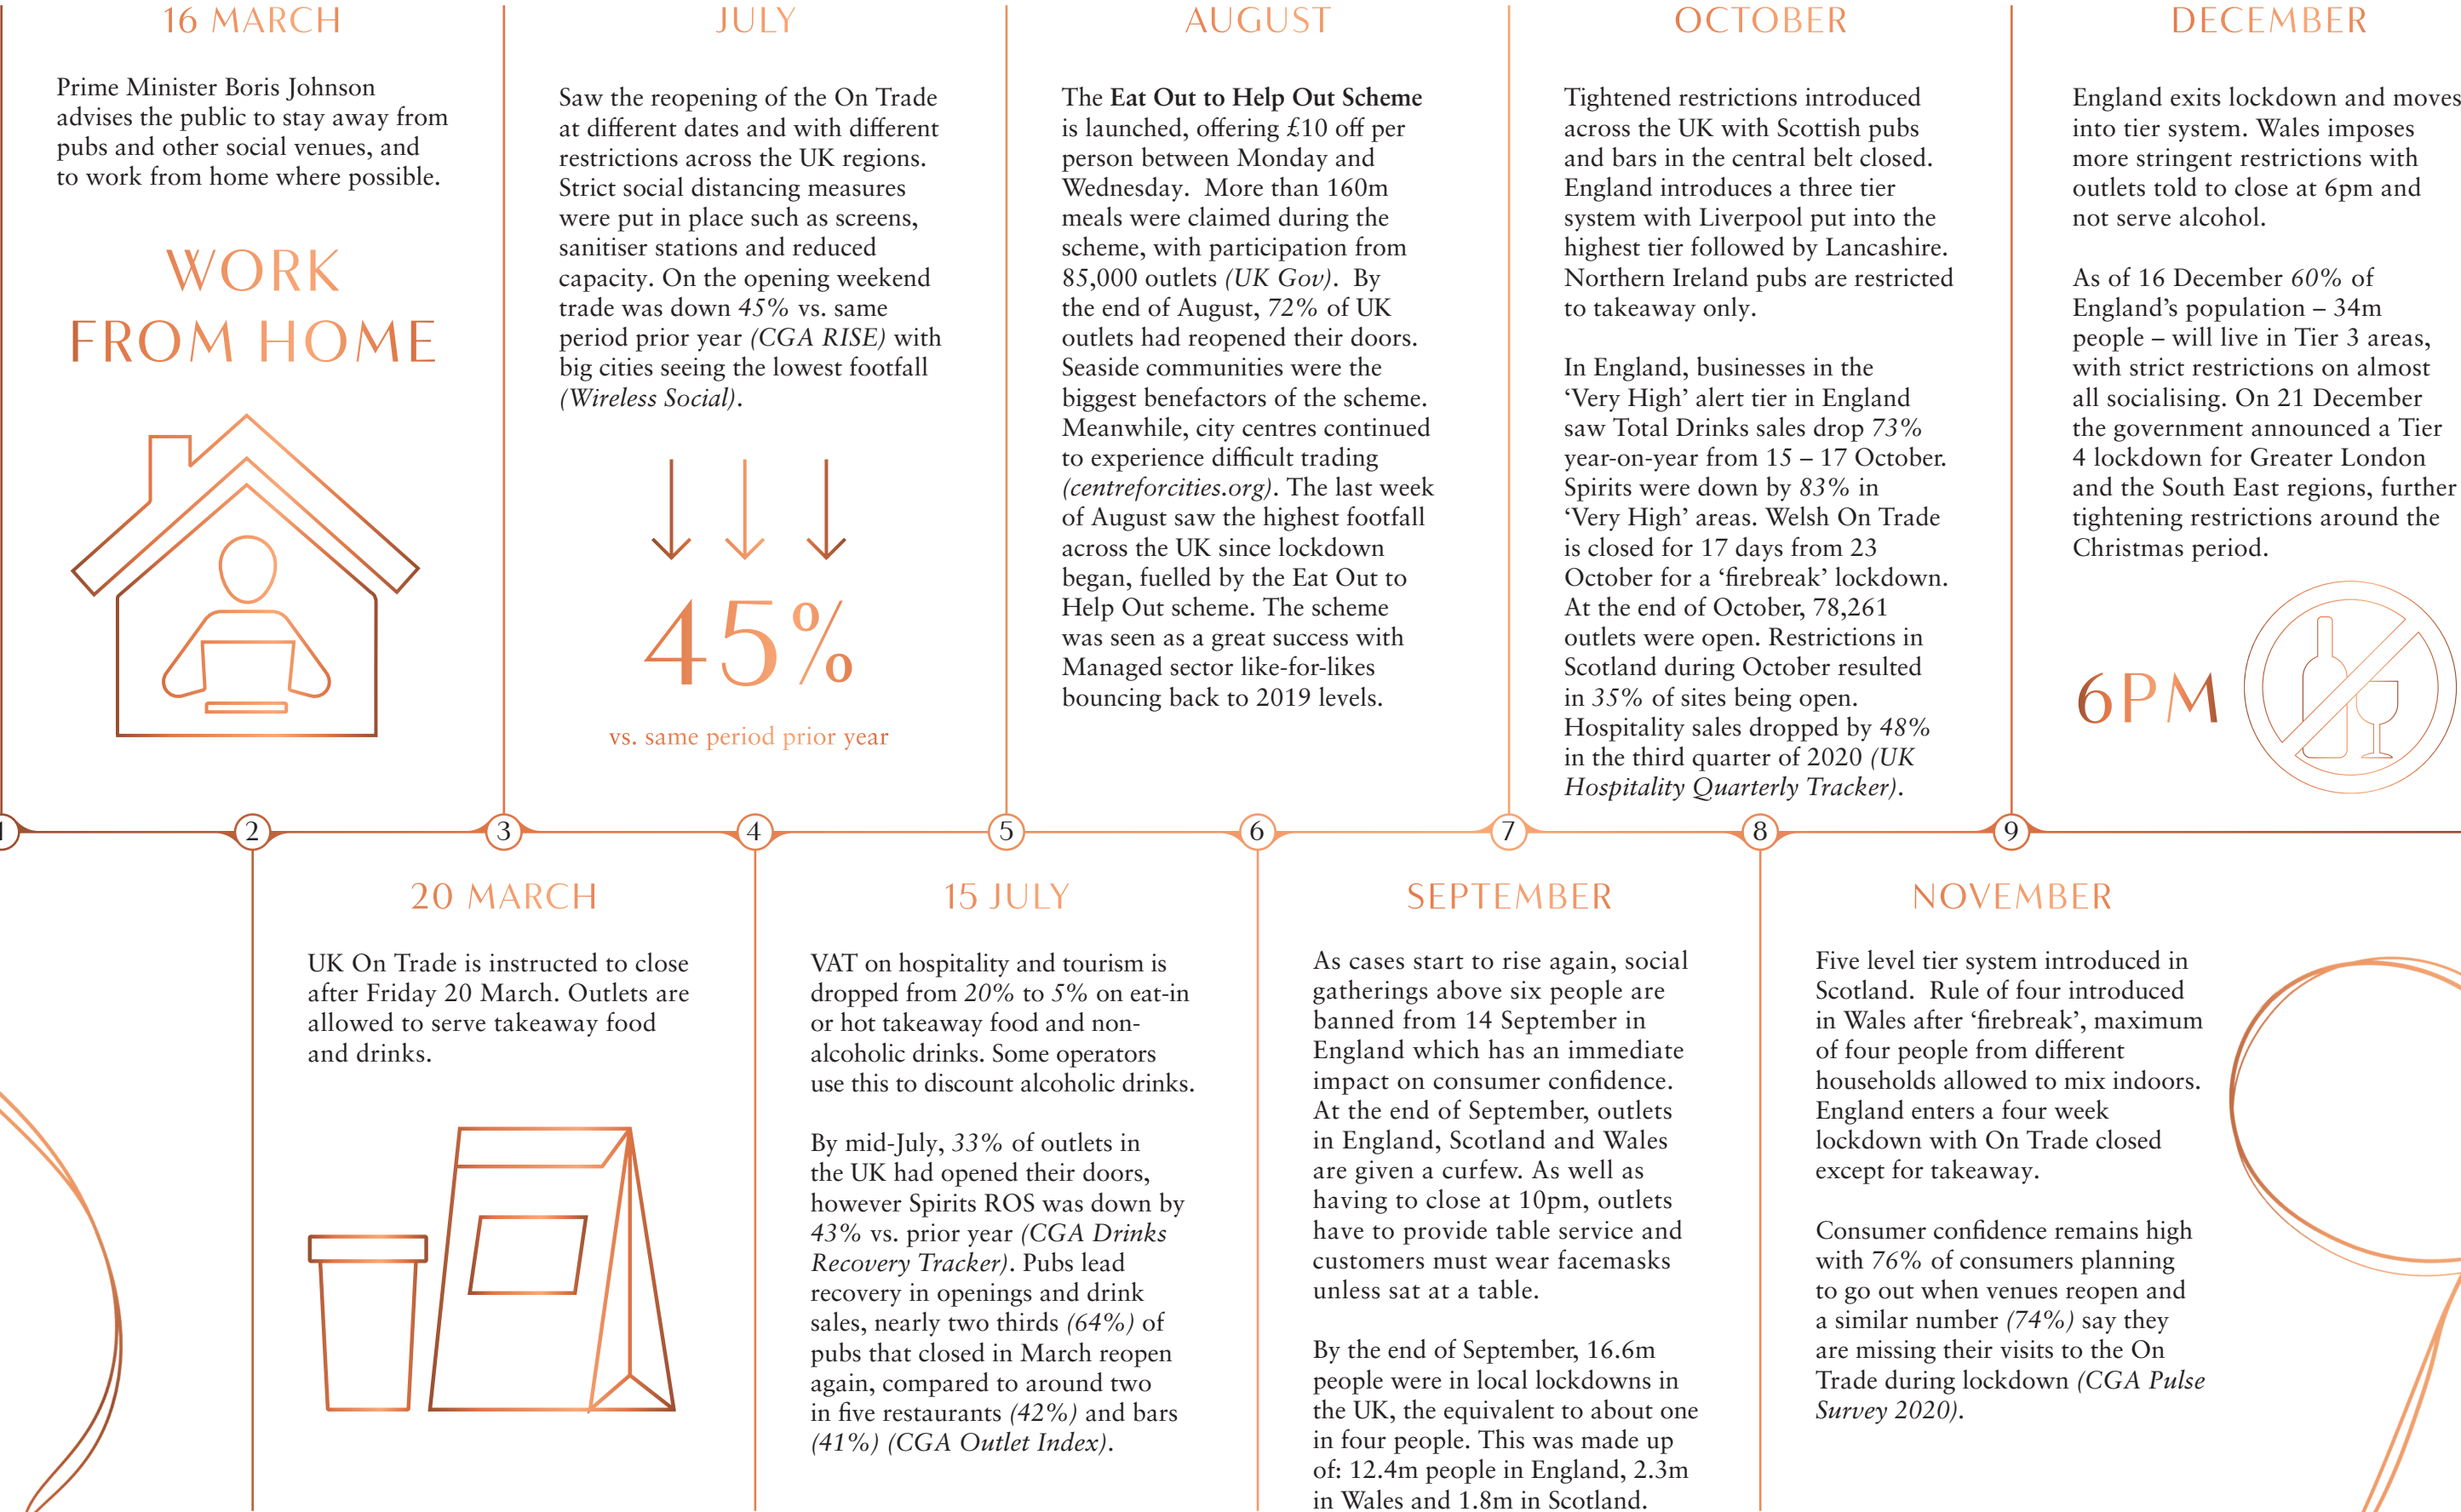 16 MARCH
Prime Minister Boris Johnson
advises the public to stay away from
pubs and other social venues, and
to work from home where possible.
WORK
FROM HOME
JULY
Saw the reopening of the On Trade
at different dates and with different
restrictions across the UK regions.
Strict social distancing measures
were put in place such as screens,
sanitiser stations and reduced
capacity. On the opening weekend
trade was down 45% vs. same
period prior year (CGA RISE) with
big cities seeing the lowest footfall
(Wireless Social).
45%
vs. same period prior year
AUGUST
The Eat Out to Help Out Scheme
is launched, offering £10 off per
person between Monday and
Wednesday. More than 160m
meals were claimed during the
scheme, with participation from
85,000 outlets (UK Gov). By
the end of August, 72% of UK
outlets had reopened their doors.
Seaside communities were the
biggest benefactors of the scheme.
Meanwhile, city centres continued
to experience difficult trading
(centreforcities.org). The last week
of August saw the highest footfall
across the UK since lockdown
began, fuelled by the Eat Out to
Help Out scheme. The scheme
was seen as a great success with
Managed sector like-for-likes
bouncing back to 2019 levels.
OCTOBER
Tightened restrictions introduced
across the UK with Scottish pubs
and bars in the central belt closed.
England introduces a three tier
system with Liverpool put into the
highest tier followed by Lancashire.
Northern Ireland pubs are restricted
to takeaway only.
In England, businesses in the
‘Very High’ alert tier in England
saw Total Drinks sales drop 73%
year-on-year from 15 – 17 October.
Spirits were down by 83% in
‘Very High’ areas. Welsh On Trade
is closed for 17 days from 23
October for a ‘firebreak’ lockdown.
At the end of October, 78,261
outlets were open. Restrictions in
Scotland during October resulted
in 35% of sites being open.
Hospitality sales dropped by 48%
in the third quarter of 2020 (UK
Hospitality Quarterly Tracker).
DECEMBER
England exits lockdown and moves
into tier system. Wales imposes
more stringent restrictions with
outlets told to close at 6pm and
not serve alcohol.
As of 16 December 60% of
England’s population – 34m
people – will live in Tier 3 areas,
with strict restrictions on almost
all socialising. On 21 December
the government announced a Tier
4 lockdown for Greater London
and the South East regions, further
tightening restrictions around the
Christmas period.
6PM
1
2
3
4
5
6
7
8
9
20 MARCH
UK On Trade is instructed to close
after Friday 20 March. Outlets are
allowed to serve takeaway food
and drinks.
15 JULY
VAT on hospitality and tourism is
dropped from 20% to 5% on eat-in
or hot takeaway food and non-
alcoholic drinks. Some operators
use this to discount alcoholic drinks.
By mid-July, 33% of outlets in
the UK had opened their doors,
however Spirits ROS was down by
43% vs. prior year (CGA Drinks
Recovery Tracker). Pubs lead
recovery in openings and drink
sales, nearly two thirds (64%) of
pubs that closed in March reopen
again, compared to around two
in five restaurants (42%) and bars
(41%) (CGA Outlet Index).
SEPTEMBER
As cases start to rise again, social
gatherings above six people are
banned from 14 September in
England which has an immediate
impact on consumer confidence.
At the end of September, outlets
in England, Scotland and Wales
are given a curfew. As well as
having to close at 10pm, outlets
have to provide table service and
customers must wear facemasks
unless sat at a table.
By the end of September, 16.6m
people were in local lockdowns in
the UK, the equivalent to about one
in four people. This was made up
of: 12.4m people in England, 2.3m
in Wales and 1.8m in Scotland.
NOVEMBER
Five level tier system introduced in
Scotland. Rule of four introduced
in Wales after ‘firebreak’, maximum
of four people from different
households allowed to mix indoors.
England enters a four week
lockdown with On Trade closed
except for takeaway.
Consumer confidence remains high
with 76% of consumers planning
to go out when venues reopen and
a similar number (74%) say they
are missing their visits to the On
Trade during lockdown (CGA Pulse
Survey 2020).